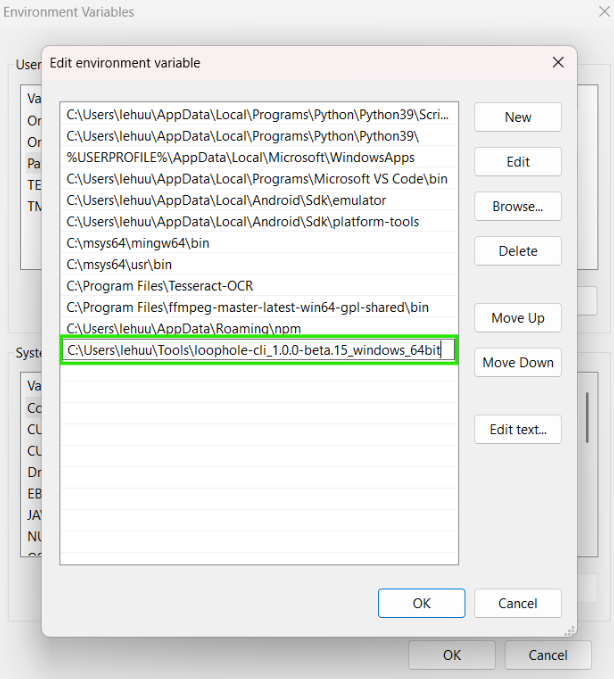 Environment Variables
User
Edit environment variable
Va
Or
Or
Pa
TE
TM
C:\Users\lehuu\AppData\Local\Programs\Python\Python39\Scri...
C:\Users\lehuu\AppData\Local\Programs\Python\Python39\
%USERPROFILE%\AppData\Local\Microsoft\WindowsApps
C:\Users\lehuu\AppData\Local\Programs\Microsoft VS Code\bin
C:\Users\lehuu\AppData\Local\Android\Sdk\emulator
C:\Users\lehuu\AppData\Local\Android\Sdk\platform-tools
C:\msys64\mingw64\bin
C:\msys64\usr\bin
C:\Program Files\Tesseract-OCR
C:\Program Files\ffmpeg-master-latest-win64-gpl-shared\bin
C:\Users\lehuu\AppData\Roaming\npm
C:\Users\lehuu\Tools\loophole-cli_1.0.0-beta.15_windows_64bit
New
Edit
Browse...
Delete
Move Up
Move Down
Edit text...
Syste
Va
Co
CU
CU
Dr
EB
JA
NU
OK
Cancel
OK
Cancel